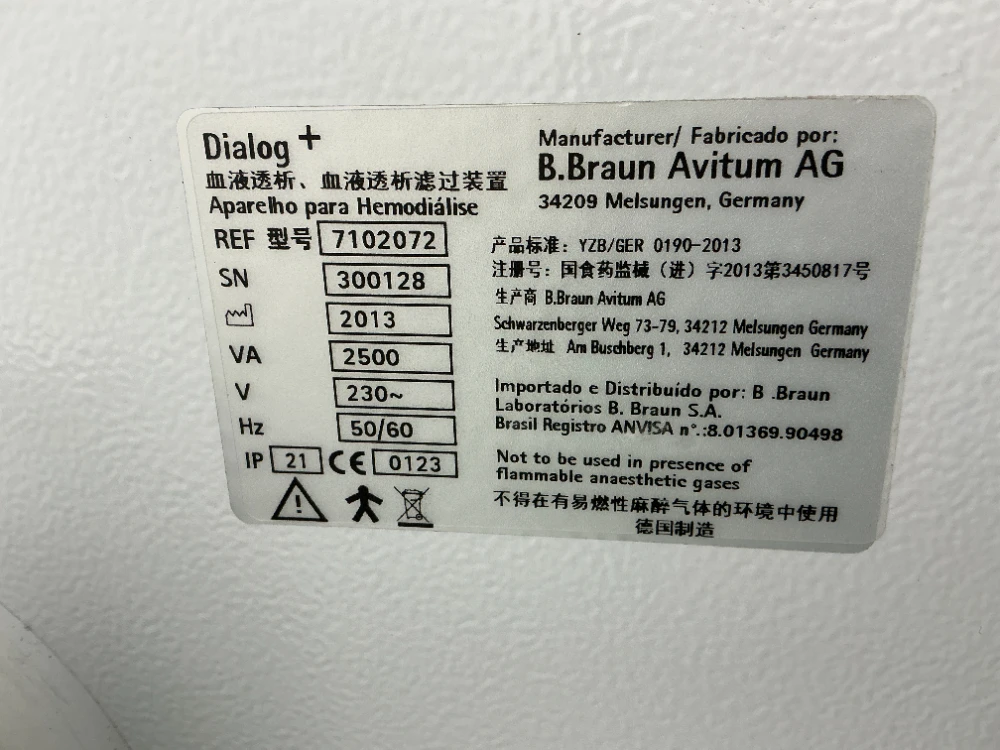 Dialog +
血液透析、血液透析滤过装置
Aparelho para Hemodiálise
REF 型号 7102072
SN 300128
2013
VA 2500
V 230~
Hz 50/60
IP 21 CE 0123
Manufacturer/ Fabricado por:
B.Braun Avitum AG
34209 Melsungen, Germany
产品标准：YZB/GER 0190-2013
注册号：国食药监械（进）字2013第3450817号
生产商 B.Braun Avitum AG
Schwarzenberger Weg 73-79, 34212 Melsungen Germany
生产地址 Am Buschberg 1, 34212 Melsungen Germany
Importado e Distribuído por: B .Braun
Laboratórios B. Braun S.A.
Brasil Registro ANVISA n°.:8.01369.90498
Not to be used in presence of
flammable anaesthetic gases
不得在有易燃性麻醉气体的环境中使用
德国制造